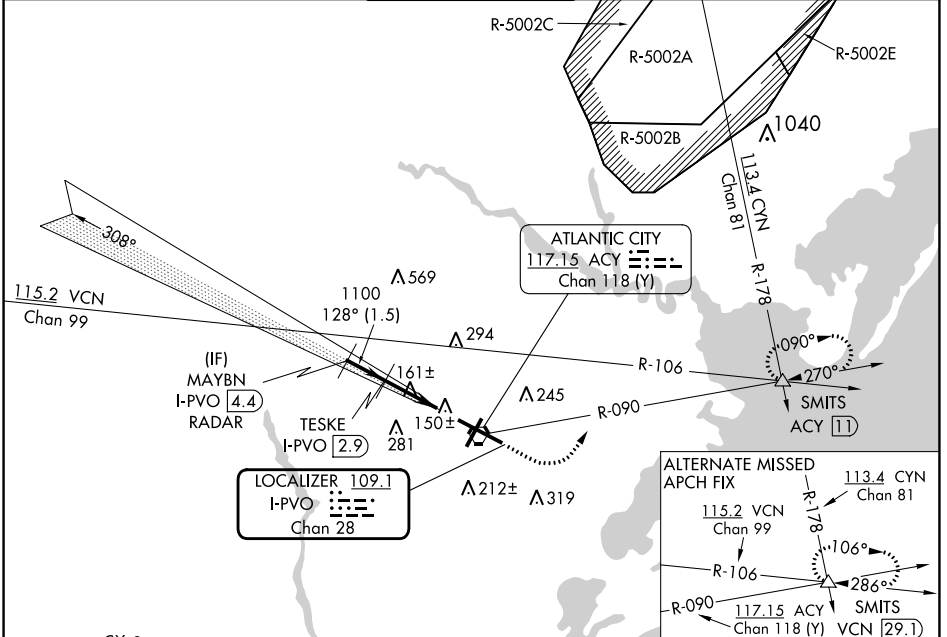 R-5002C
R-5002A
R-5002E
R-5002B
1040
113.4 CYN
Chan 81
R-178
308°
ATLANTIC CITY
117.15 ACY
Chan 118 (Y)
115.2 VCN
Chan 99
569
1100
128° (1.5)
294
R-106
090°
270°
(IF)
MAYBN
I-PVO 4.4
RADAR
161±
245
R-090
SMITS
ACY 11
TESKE
I-PVO 2.9
150±
281
LOCALIZER 109.1
I-PVO
Chan 28
212±
319
ALTERNATE MISSED
APCH FIX
113.4 CYN
Chan 81
R-178
115.2 VCN
Chan 99
106°
R-106
286°
R-090
117.15 ACY
Chan 118 (Y)
SMITS
VCN 29.1